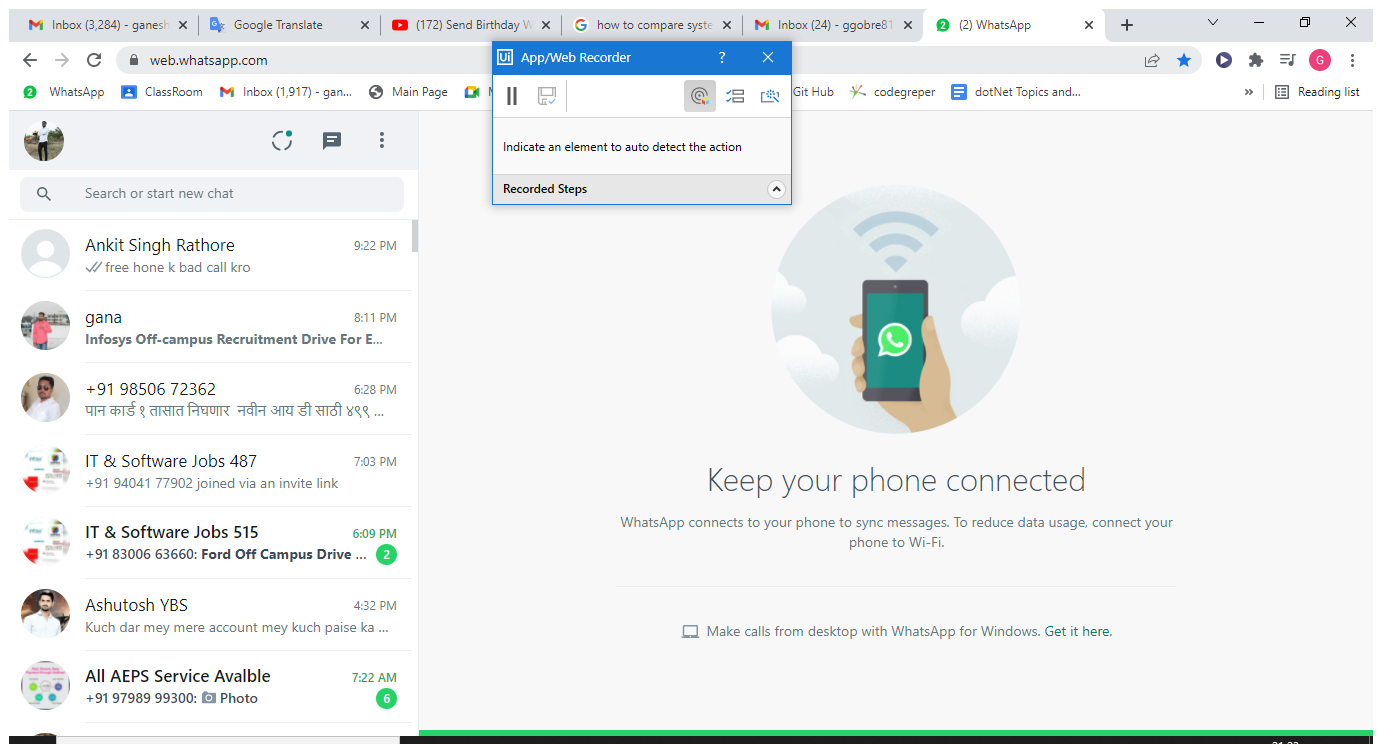 Inbox (3,284) - ganesh
Google Translate
(172) Send Birthday W
how to compare syste
Inbox (24) - ggobre81
2 (2) WhatsApp
web.whatsapp.com
G
Ui App/Web Recorder ?
2 WhatsApp
ClassRoom
Inbox (1,917) - gan...
Main Page
Git Hub
codegreper
dotNet Topics and...
»
Reading list
Indicate an element to auto detect the action
Recorded Steps
Search or start new chat
Ankit Singh Rathore 9:22 PM
free hone k bad call kro
gana 8:11 PM
Infosys Off-campus Recruitment Drive For E...
+91 98506 72362 6:28 PM
पान कार्ड १ तासात निघणार नवीन आय डी साठी ४९९ ...
IT & Software Jobs 487 7:03 PM
+91 94041 77902 joined via an invite link
IT & Software Jobs 515 6:09 PM
+91 83006 63660: Ford Off Campus Drive ... 2
Ashutosh YBS 4:32 PM
Kuch dar mey mere account mey kuch paise ka ...
All AEPS Service Avalble 7:22 AM
+91 97989 99300: Photo 6
Keep your phone connected
WhatsApp connects to your phone to sync messages. To reduce data usage, connect your
phone to Wi-Fi.
Make calls from desktop with WhatsApp for Windows. Get it here.